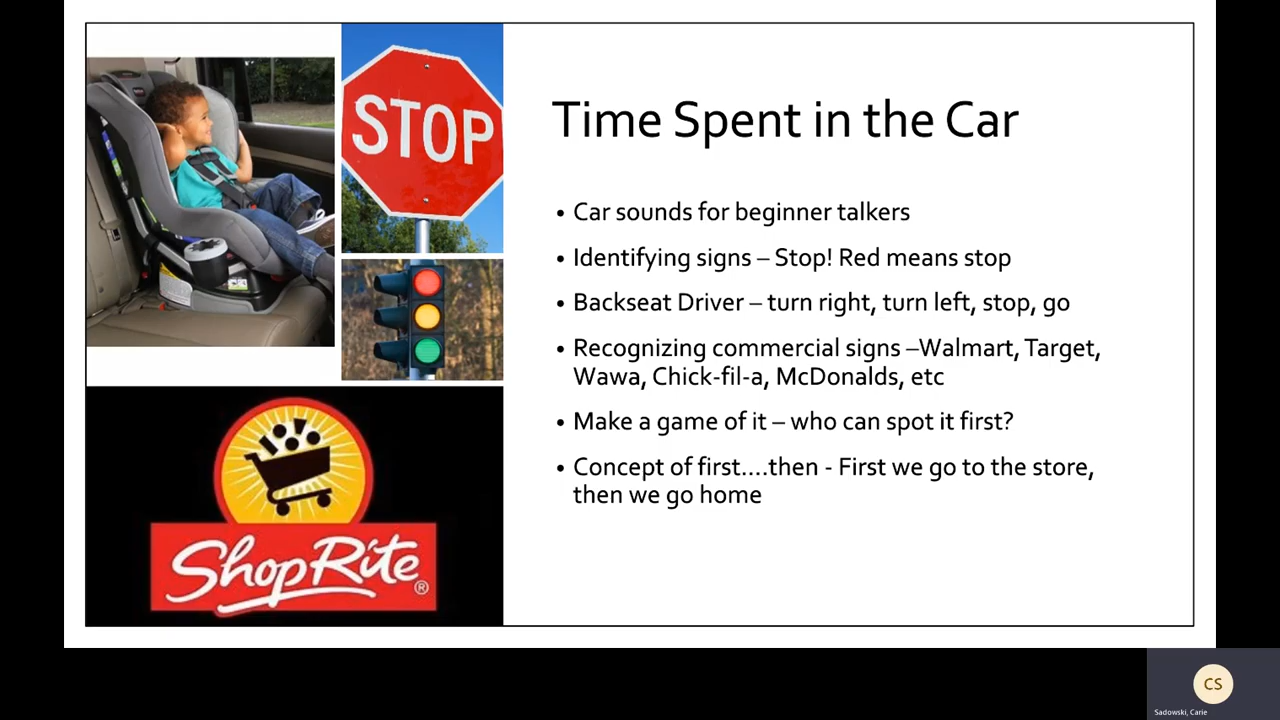 STOP
ShopRite®
Time Spent in the Car
• Car sounds for beginner talkers
• Identifying signs – Stop! Red means stop
• Backseat Driver – turn right, turn left, stop, go
• Recognizing commercial signs –Walmart, Target,
Wawa, Chick-fil-a, McDonalds, etc
• Make a game of it – who can spot it first?
• Concept of first....then - First we go to the store,
then we go home
CS
Sadowski, Carie